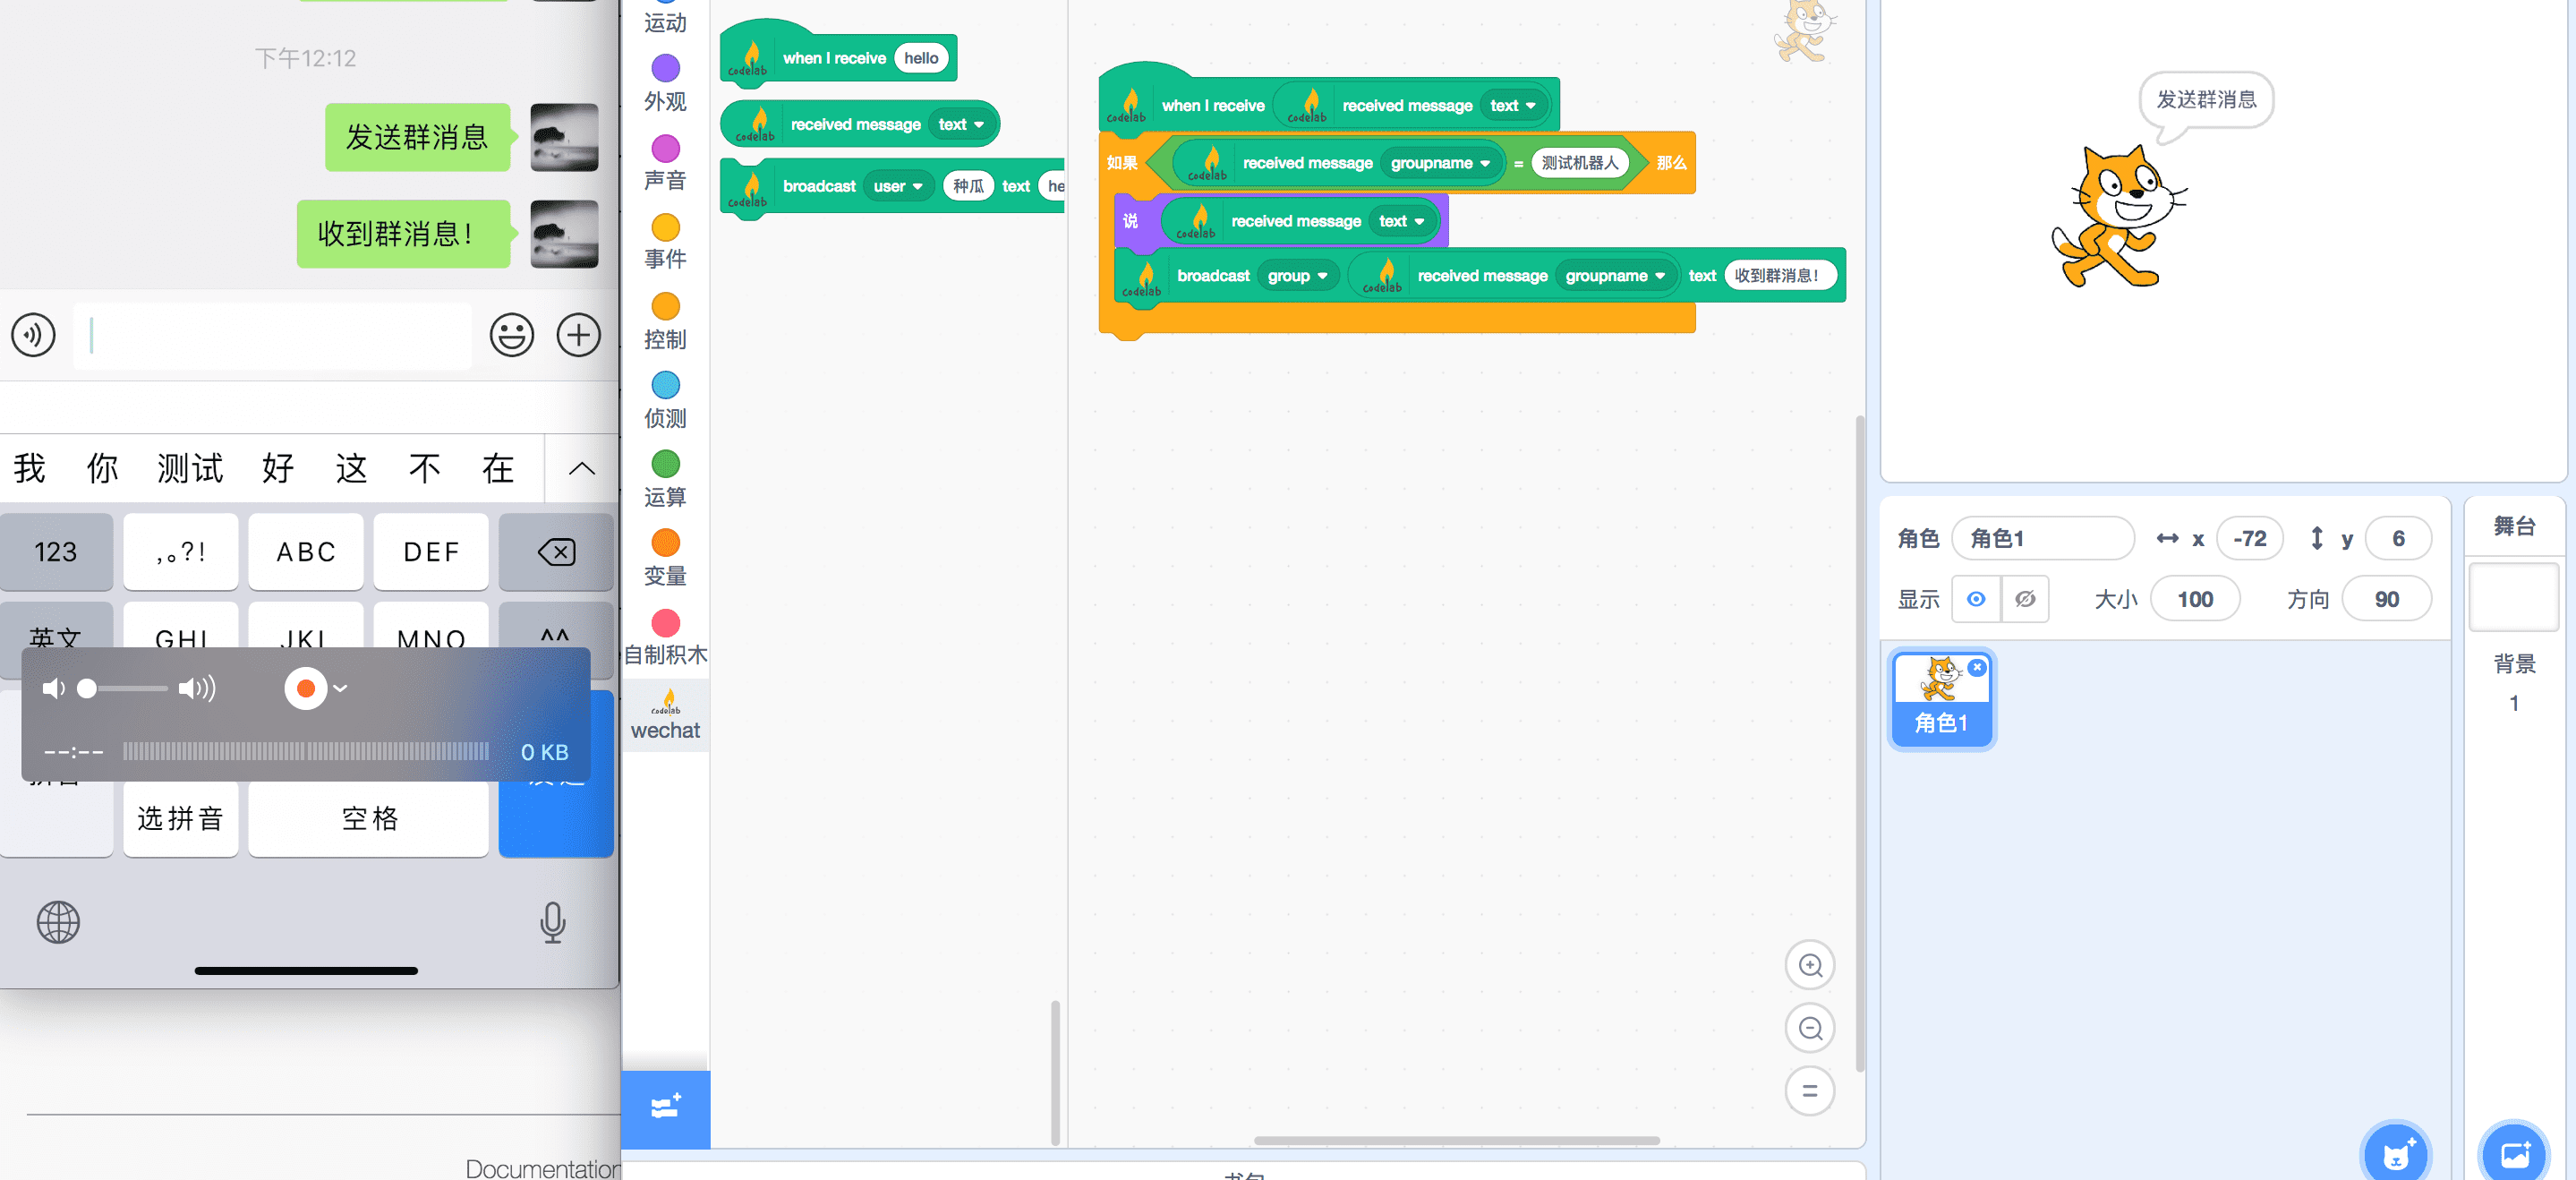 下午12:12
发送群消息
收到群消息！
我 你 测试 好 这 不 在
123 ,。?! ABC DEF
英文 GHI JKL MNO ^^
--:-- 0 KB
选拼音 空格
Documentation
运动
外观
声音
事件
控制
侦测
运算
变量
自制积木
codelab
wechat
codelab when I receive hello
codelab received message text
codelab broadcast user 种瓜 text he
codelab when I receive codelab received message text
如果 codelab received message groupname = 测试机器人 那么
说 codelab received message text
codelab broadcast group codelab received message groupname text 收到群消息！
发送群消息
角色 角色1 x -72 y 6
显示 大小 100 方向 90
角色1
舞台
背景
1